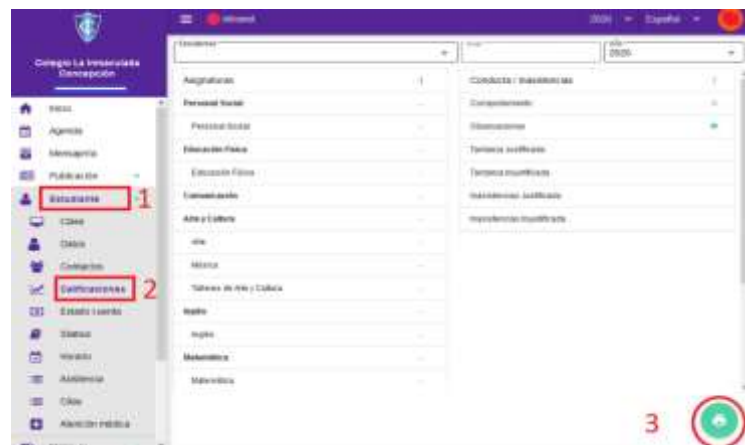 Intranet
2020
Español
Colegio La Inmaculada
Concepción
Inicio
Agenda
Mensajería
Publicación
Estudiante
1
Clase
Datos
Contactos
Calificaciones
2
Estado cuenta
Status
Horario
Asistencia
Citas
Atención médica
Año
2020
Asignaturas
Personal Social
Personal Social
Educación Física
Educación Física
Comunicación
Arte y Cultura
Arte
Música
Talleres de Arte y Cultura
Inglés
Inglés
Matemática
Matemática
Conducta / Inasistencias
Comportamiento
Observaciones
Tardanza Justificada
Tardanza Injustificada
Inasistencias Justificada
Inasistencias Injustificada
3